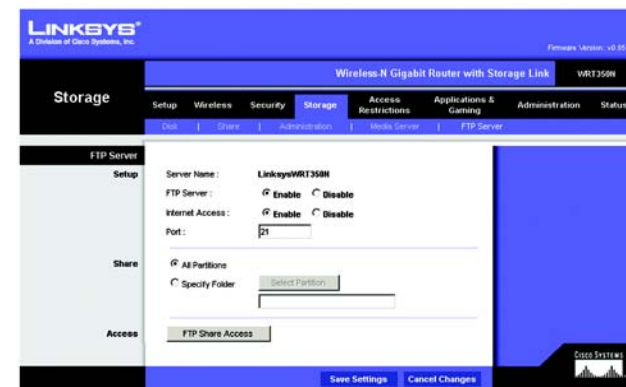 LINKSYS®
A Division of Cisco Systems, Inc.
Firmware Version: v0.05
Wireless-N Gigabit Router with Storage Link WRT350N
Storage
Setup Wireless Security Storage Access Restrictions Applications & Gaming Administration Status
Disk | Share | Administration | Media Server | FTP Server
FTP Server
Setup
Server Name : LinksysWRT350N
FTP Server : Enable Disable
Internet Access : Enable Disable
Port : 21
Share
All Partitions
Specify Folder Select Partition
Access
FTP Share Access
Save Settings Cancel Changes
CISCO SYSTEMS